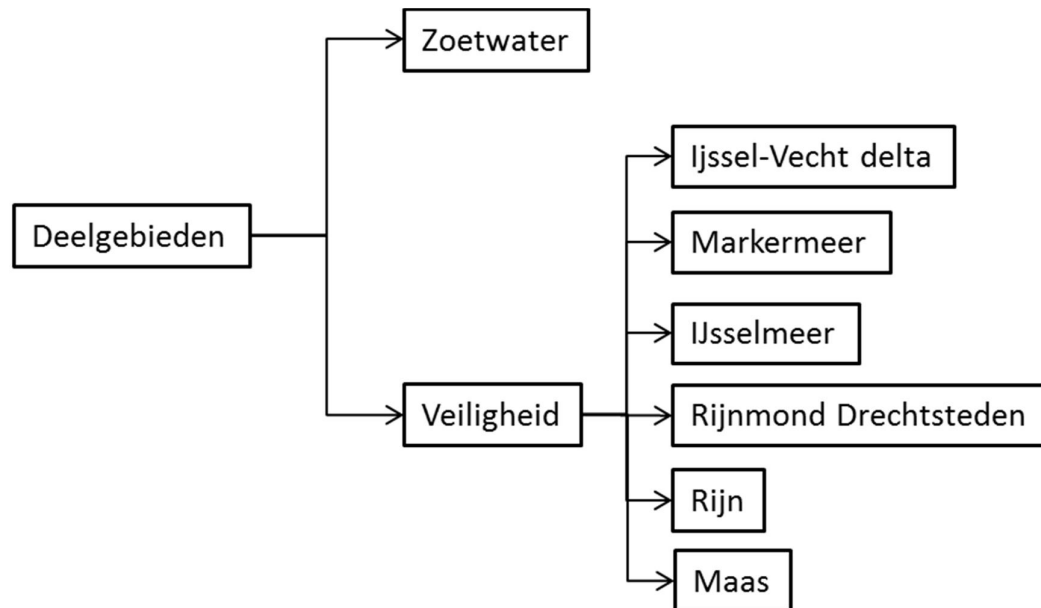 Zoetwater
Ijssel-Vecht delta
Deelgebieden
Markermeer
IJsselmeer
Veiligheid
Rijnmond Drechtsteden
Rijn
Maas